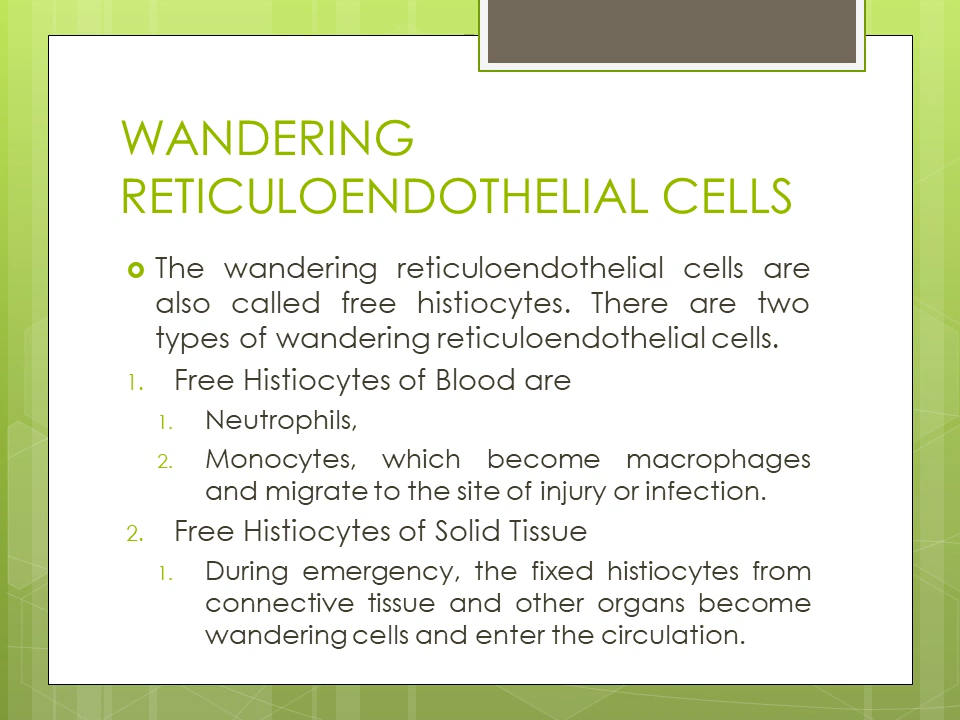 WANDERING
RETICULOENDOTHELIAL CELLS
The wandering reticuloendothelial cells are
also called free histiocytes. There are two
types of wandering reticuloendothelial cells.
1. Free Histiocytes of Blood are
1. Neutrophils,
2. Monocytes, which become macrophages
and migrate to the site of injury or infection.
2. Free Histiocytes of Solid Tissue
1. During emergency, the fixed histiocytes from
connective tissue and other organs become
wandering cells and enter the circulation.